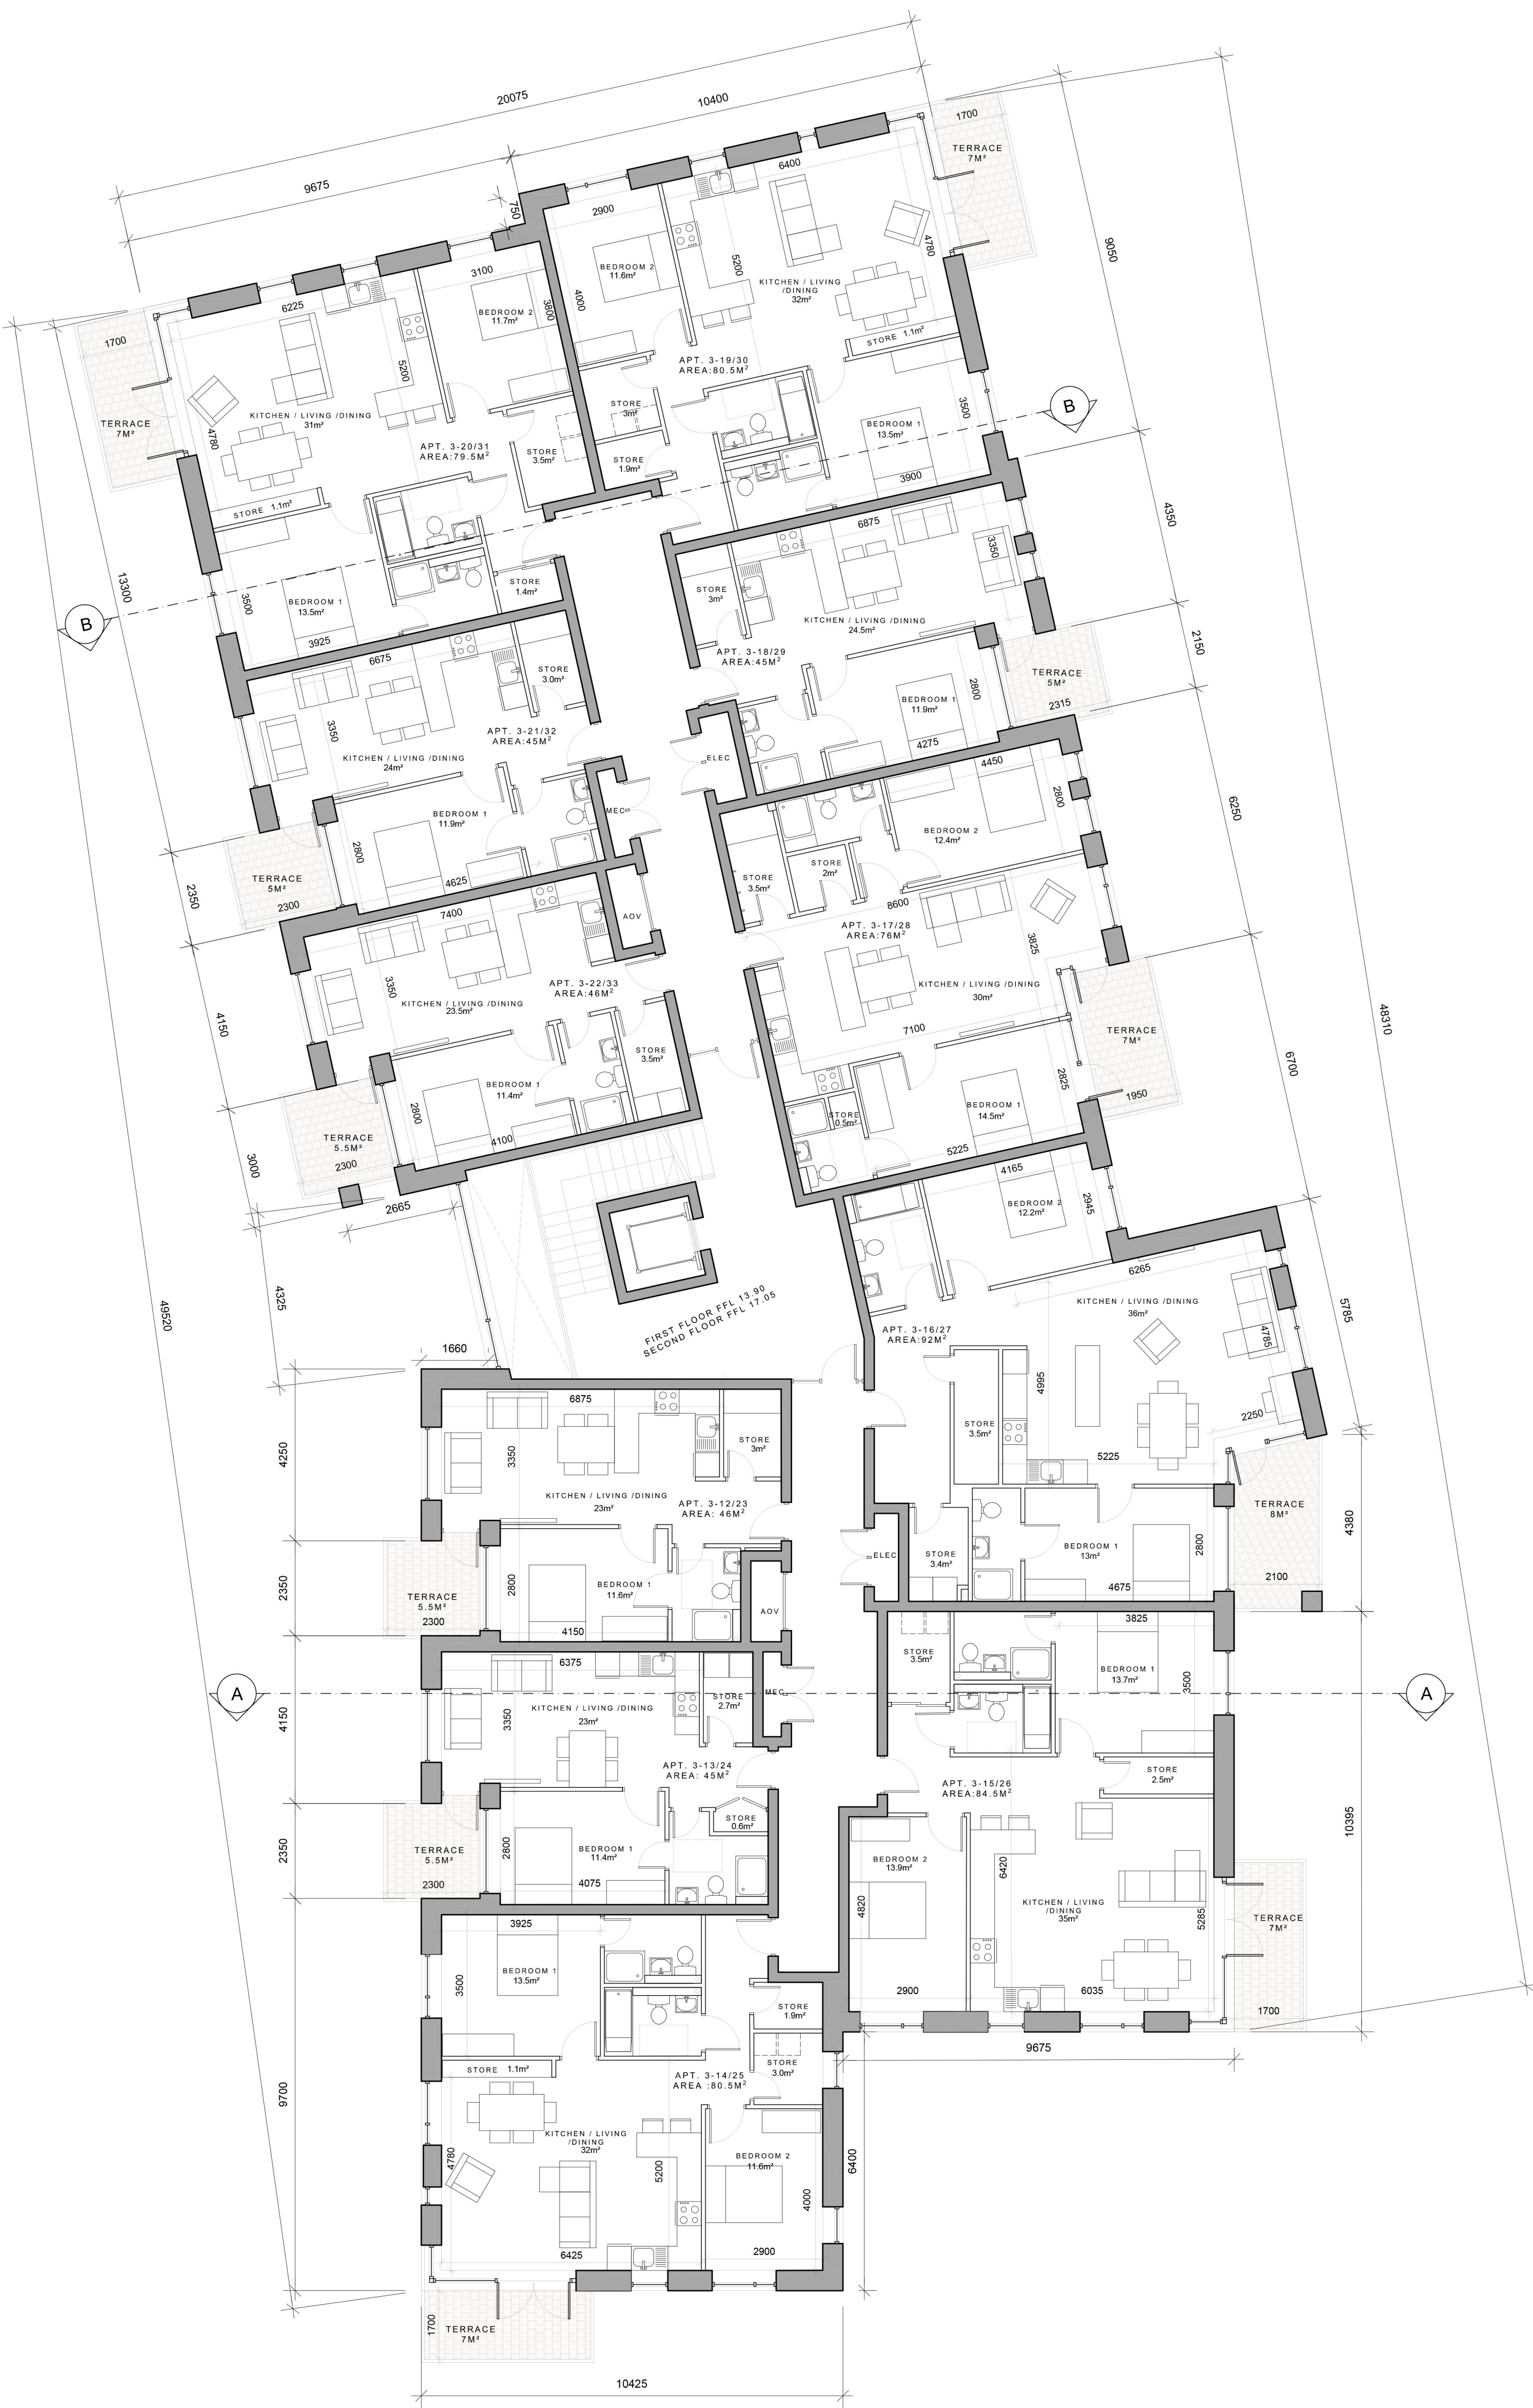 20075
10400
9675
750
1700
TERRACE
7M²
6400
2900
4780
9050
BEDROOM 2
11.6m²
5200
4000
KITCHEN / LIVING
/DINING
32m²
STORE 1.1m²
APT. 3-19/30
AREA:80.5M²
STORE
3m²
STORE
1.9m²
3500
BEDROOM 1
13.5m²
3900
B
3100
6225
BEDROOM 2
11.7m²
3800
1700
5200
KITCHEN / LIVING /DINING
31m²
TERRACE
7M²
4780
APT. 3-20/31
AREA:79.5M²
STORE
3.5m²
STORE 1.1m²
13300
B
3500
BEDROOM 1
13.5m²
3925
STORE
1.4m²
6875
3350
4350
STORE
3m²
KITCHEN / LIVING /DINING
24.5m²
APT. 3-18/29
AREA:45M²
2150
TERRACE
5M²
2315
2800
BEDROOM 1
11.9m²
4275
ELEC
6675
STORE
3.0m²
3350
APT. 3-21/32
AREA:45M²
KITCHEN / LIVING /DINING
24m²
BEDROOM 1
11.9m²
MEC
2800
4625
TERRACE
5M²
2300
2350
4450
2800
6250
BEDROOM 2
12.4m²
STORE
2m²
STORE
3.5m²
8600
APT. 3-17/28
AREA:76M²
3825
KITCHEN / LIVING /DINING
30m²
7100
TERRACE
7M²
1950
2825
BEDROOM 1
14.5m²
STORE
0.5m²
5225
6700
48310
AOV
7400
3350
APT. 3-22/33
AREA:46M²
KITCHEN / LIVING /DINING
23.5m²
STORE
3.5m²
BEDROOM 1
11.4m²
2800
4100
4150
TERRACE
5.5M²
2300
3000
2665
4325
49520
4165
BEDROOM 2
12.2m²
2945
6265
KITCHEN / LIVING /DINING
36m²
4785
5785
FIRST FLOOR FFL 13.90
SECOND FLOOR FFL 17.05
APT. 3-16/27
AREA:92M²
4995
STORE
3.5m²
5225
2250
TERRACE
8M²
2100
4380
BEDROOM 1
13m²
2800
4675
STORE
3.4m²
ELEC
1660
6875
3350
STORE
3m²
4250
KITCHEN / LIVING /DINING
23m²
APT. 3-12/23
AREA: 46M²
2350
TERRACE
5.5M²
2300
2800
BEDROOM 1
11.6m²
4150
AOV
6375
A
STORE
2.7m²
MEC
4150
3350
KITCHEN / LIVING /DINING
23m²
APT. 3-13/24
AREA: 45M²
STORE
0.6m²
2350
TERRACE
5.5M²
2300
2800
BEDROOM 1
11.4m²
4075
3825
STORE
3.5m²
BEDROOM 1
13.7m²
3500
A
STORE
2.5m²
APT. 3-15/26
AREA:84.5M²
10395
BEDROOM 2
13.9m²
4820
6420
KITCHEN / LIVING
/DINING
35m²
5285
TERRACE
7M²
2900
6035
1700
9675
3925
BEDROOM 1
13.5m²
3500
STORE
1.9m²
STORE 1.1m²
STORE
3.0m²
APT. 3-14/25
AREA :80.5M²
9700
KITCHEN / LIVING
/DINING
32m²
4780
5200
BEDROOM 2
11.6m²
4000
6400
6425
2900
1700
TERRACE
7M²
10425